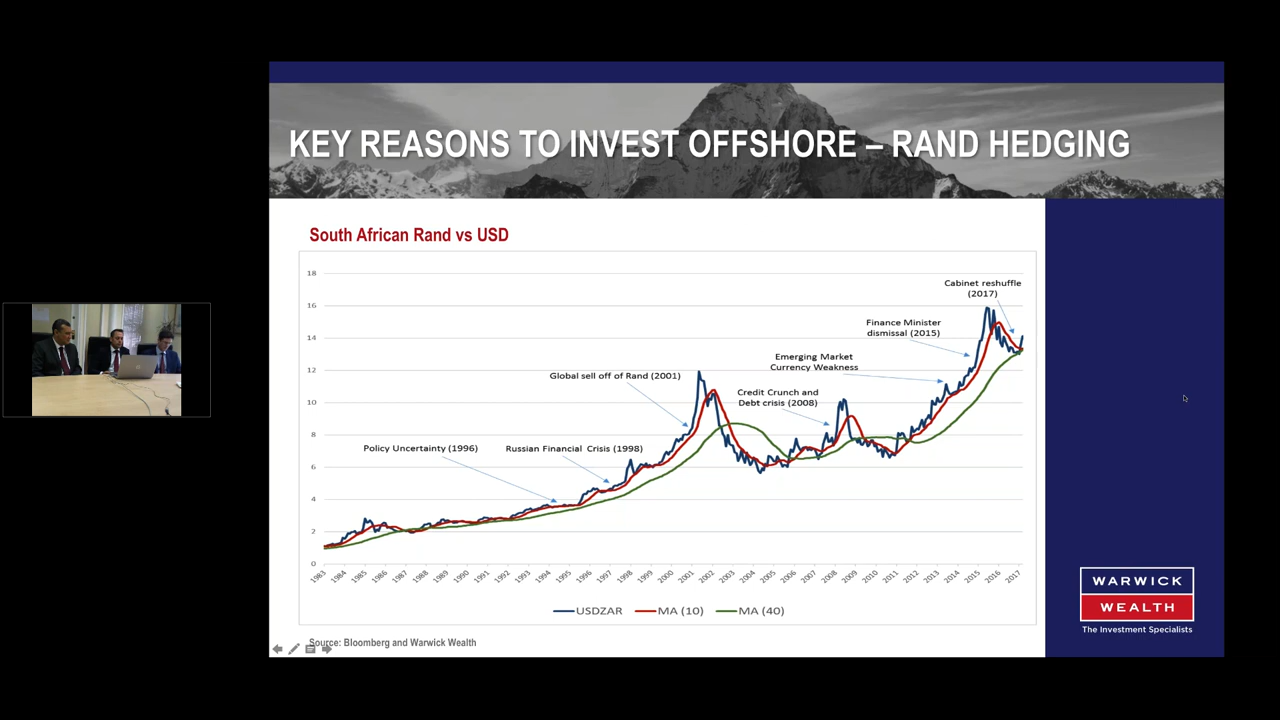 KEY REASONS TO INVEST OFFSHORE – RAND HEDGING
South African Rand vs USD
18
16
14
12
10
8
6
4
2
0
Cabinet reshuffle
(2017)
Finance Minister
dismissal (2015)
Emerging Market
Currency Weakness
Global sell off of Rand (2001)
Credit Crunch and
Debt crisis (2008)
Policy Uncertainty (1996)
Russian Financial Crisis (1998)
1983 1984 1985 1986 1987 1988 1989 1990 1991 1992 1993 1994 1995 1996 1997 1998 1999 2000 2001 2002 2003 2004 2005 2006 2007 2008 2009 2010 2011 2012 2013 2014 2015 2016 2017
USDZAR MA (10) MA (40)
Source: Bloomberg and Warwick Wealth
WARWICK
WEALTH
The Investment Specialists